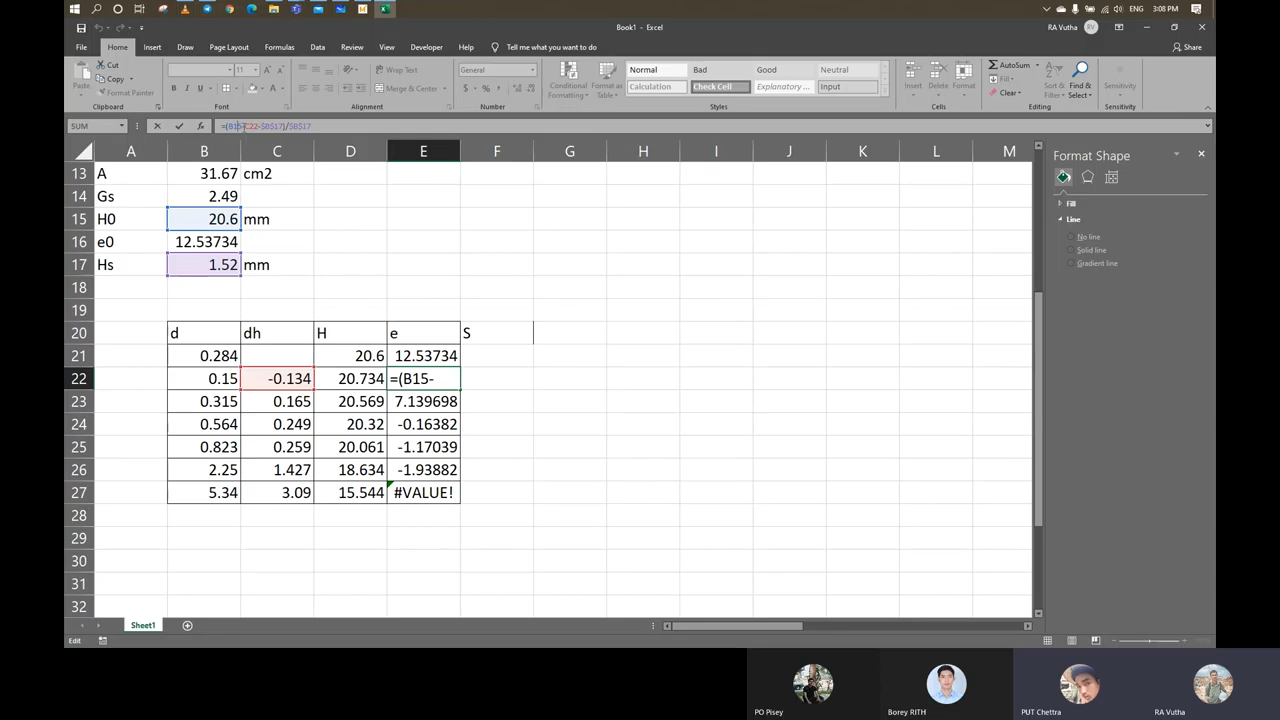 ENG 3:08 PM
Book1 - Excel
RA Vutha RV
File Home Insert Draw Page Layout Formulas Data Review View Developer Help Tell me what you want to do Share
Cut
Copy
Format Painter
Paste
Clipboard
11
B I U
Font
Wrap Text
Merge & Center
Alignment
General
Number
Conditional Formatting
Format as Table
Normal Bad Good Neutral
Calculation Check Cell Explanatory ... Input
Styles
Insert Delete Format
Cells
AutoSum
Fill
Clear
Sort & Filter
Find & Select
Editing
Sensitivity
Sensitivity
SUM =(B15-C22-$B$17)/$B$17
A B C D E F G H I J K L M
13 A 31.67 cm2
14 Gs 2.49
15 H0 20.6 mm
16 e0 12.53734
17 Hs 1.52 mm
18
19
20 d dh H e S
21 0.284 20.6 12.53734
22 0.15 -0.134 20.734 =(B15-
23 0.315 0.165 20.569 7.139698
24 0.564 0.249 20.32 -0.16382
25 0.823 0.259 20.061 -1.17039
26 2.25 1.427 18.634 -1.93882
27 5.34 3.09 15.544 #VALUE!
28
29
30
31
32
Format Shape
Fill
Line
No line
Solid line
Gradient line
Sheet1
Edit
PO Pisey Borey RITH PUT Chettra RA Vutha